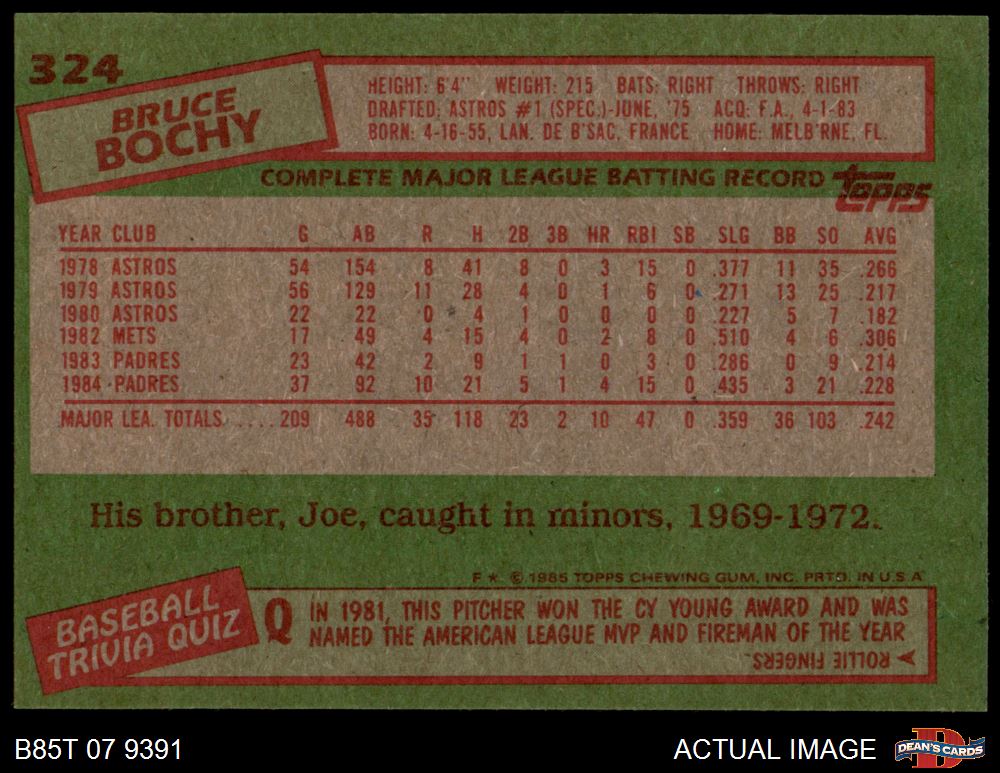 324
BRUCE
BOCHY
HEIGHT: 6'4" WEIGHT: 215 BATS: RIGHT THROWS: RIGHT
DRAFTED: ASTROS #1 (SPEC.)-JUNE, '75 ACQ: F.A., 4-1-83
BORN: 4-16-55, LAN. DE B'SAC, FRANCE HOME: MELB'RNE, FL.
COMPLETE MAJOR LEAGUE BATTING RECORD topps
YEAR CLUB G AB R H 2B 3B HR RBI SB SLG BB SO AVG
1978 ASTROS 54 154 8 41 8 0 3 15 0 .377 11 35 .266
1979 ASTROS 56 129 11 28 4 0 1 6 0 .271 13 25 .217
1980 ASTROS 22 22 0 4 1 0 0 0 0 .227 5 7 .182
1982 METS 17 49 4 15 4 0 2 8 0 .510 4 6 .306
1983 PADRES 23 42 2 9 1 1 0 3 0 .286 0 9 .214
1984 PADRES 37 92 10 21 5 1 4 15 0 .435 3 21 .228
MAJOR LEA. TOTALS .... 209 488 35 118 23 2 10 47 0 .359 36 103 .242
His brother, Joe, caught in minors, 1969-1972.
F ★ © 1985 TOPPS CHEWING GUM, INC. PRTD. IN U.S.A
BASEBALL
TRIVIA QUIZ
Q IN 1981, THIS PITCHER WON THE CY YOUNG AWARD AND WAS
NAMED THE AMERICAN LEAGUE MVP AND FIREMAN OF THE YEAR
A ROLLIE FINGERS.
B85T 07 9391
ACTUAL IMAGE
D
DEAN'S CARDS